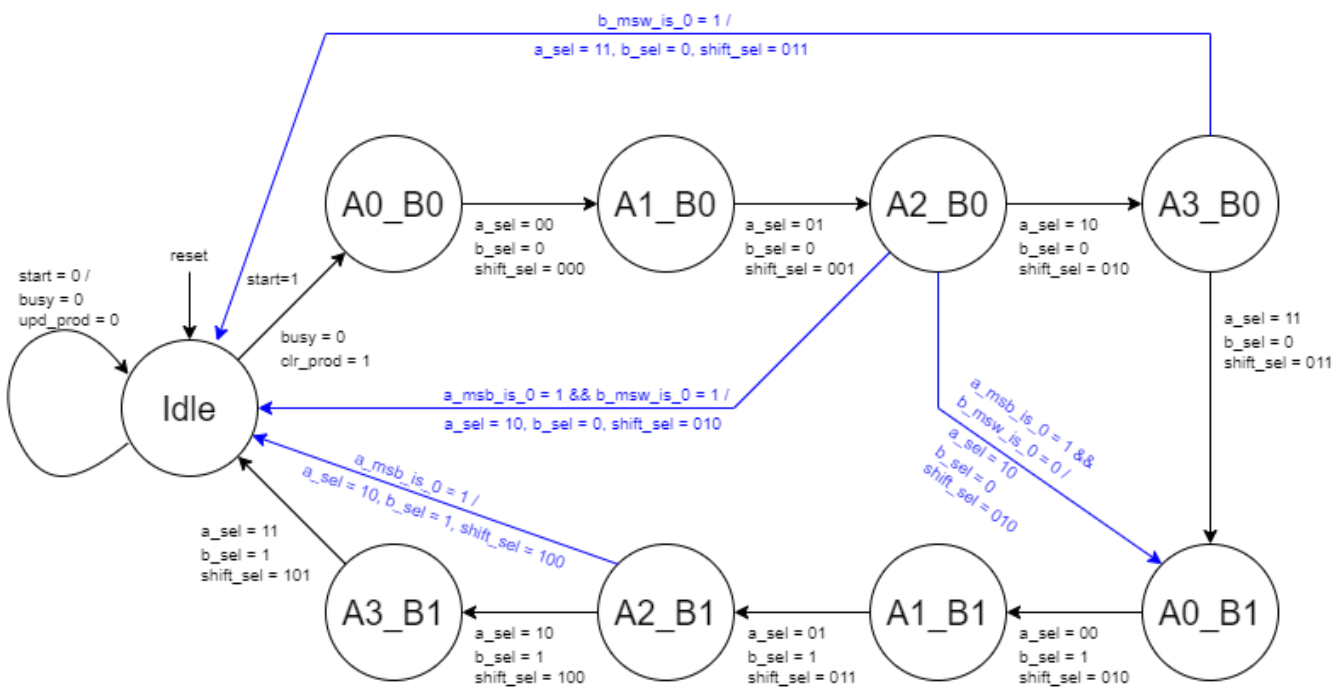 b_msw_is_0 = 1 /
a_sel = 11, b_sel = 0, shift_sel = 011
A0_B0
A1_B0
A2_B0
A3_B0
a_sel = 00
b_sel = 0
shift_sel = 000
a_sel = 01
b_sel = 0
shift_sel = 001
a_sel = 10
b_sel = 0
shift_sel = 010
reset
start = 0 /
busy = 0
upd_prod = 0
start=1
busy = 0
clr_prod = 1
a_sel = 11
b_sel = 0
shift_sel = 011
Idle
a_msb_is_0 = 1 && b_msw_is_0 = 1 /
a_sel = 10, b_sel = 0, shift_sel = 010
a_msb_is_0 = 1 &&
b_msw_is_0 = 0 /
a_sel = 10
b_sel = 0
shift_sel = 010
a_msb_is_0 = 1 /
a_sel = 10, b_sel = 1, shift_sel = 100
a_sel = 11
b_sel = 1
shift_sel = 101
A3_B1
A2_B1
A1_B1
A0_B1
a_sel = 10
b_sel = 1
shift_sel = 100
a_sel = 01
b_sel = 1
shift_sel = 011
a_sel = 00
b_sel = 1
shift_sel = 010